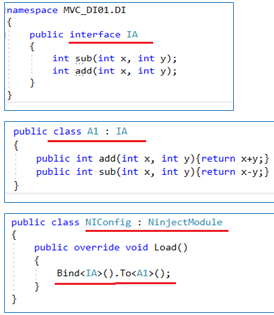 namespace MVC_DI01.DI
{
public interface IA
{
int sub(int x, int y);
int add(int x, int y);
}
}
public class A1 : IA
{
public int add(int x, int y){return x+y;}
public int sub(int x, int y){return x-y;}
}
public class NIConfig : NinjectModule
{
public override void Load()
{
Bind<IA>().To<A1>();
}
}